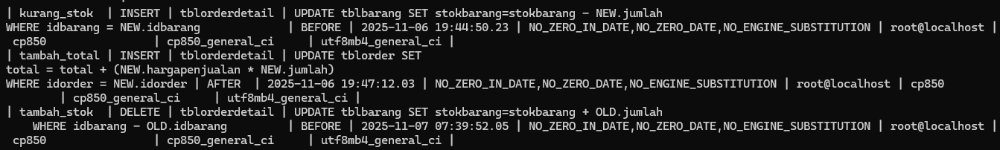 | kurang_stok  | INSERT | tblorderdetail | UPDATE tblbarang SET stokbarang=stokbarang - NEW.jumlah
WHERE idbarang = NEW.idbarang             | BEFORE | 2025-11-06 19:44:50.23 | NO_ZERO_IN_DATE,NO_ZERO_DATE,NO_ENGINE_SUBSTITUTION | root@localhost |
 cp850                | cp850_general_ci     | utf8mb4_general_ci |
| tambah_total | INSERT | tblorderdetail | UPDATE tblorder SET
total = total + (NEW.hargapenjualan * NEW.jumlah)
WHERE idorder = NEW.idorder | AFTER  | 2025-11-06 19:47:12.03 | NO_ZERO_IN_DATE,NO_ZERO_DATE,NO_ENGINE_SUBSTITUTION | root@localhost | cp850
        | cp850_general_ci     | utf8mb4_general_ci |
| tambah_stok  | DELETE | tblorderdetail | UPDATE tblbarang SET stokbarang=stokbarang + OLD.jumlah
    WHERE idbarang - OLD.idbarang         | BEFORE | 2025-11-07 07:39:52.05 | NO_ZERO_IN_DATE,NO_ZERO_DATE,NO_ENGINE_SUBSTITUTION | root@localhost |
 cp850                | cp850_general_ci     | utf8mb4_general_ci |